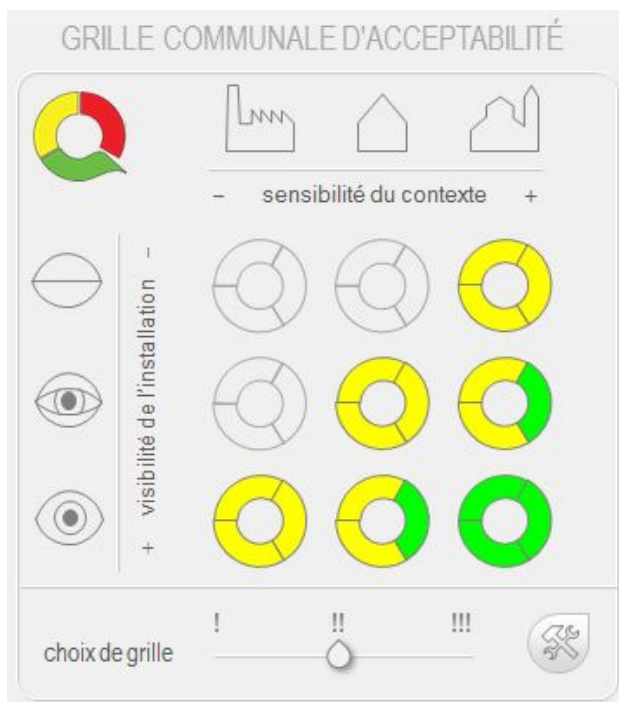 GRILLE COMMUNALE D'ACCEPTABILITÉ
– sensibilité du contexte +
+ visibilité de l'installation –
! !! !!!
choix de grille